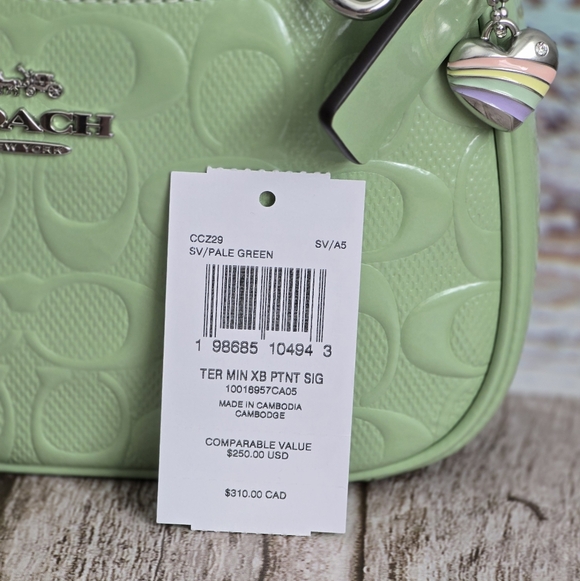 OACH
NEW YORK
CCZ29 SV/A5
SV/PALE GREEN
1 98685 10494 3
TER MIN XB PTNT SIG
10016957CA05
MADE IN CAMBODIA
CAMBODGE
COMPARABLE VALUE
$250.00 USD
$310.00 CAD